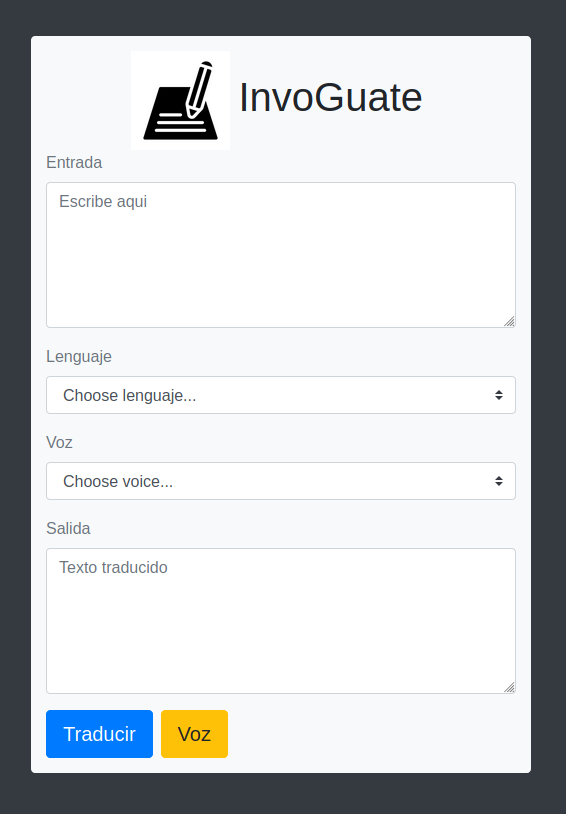 InvoGuate
Entrada
Escribe aqui
Lenguaje
Choose lenguaje...
Voz
Choose voice...
Salida
Texto traducido
Traducir Voz